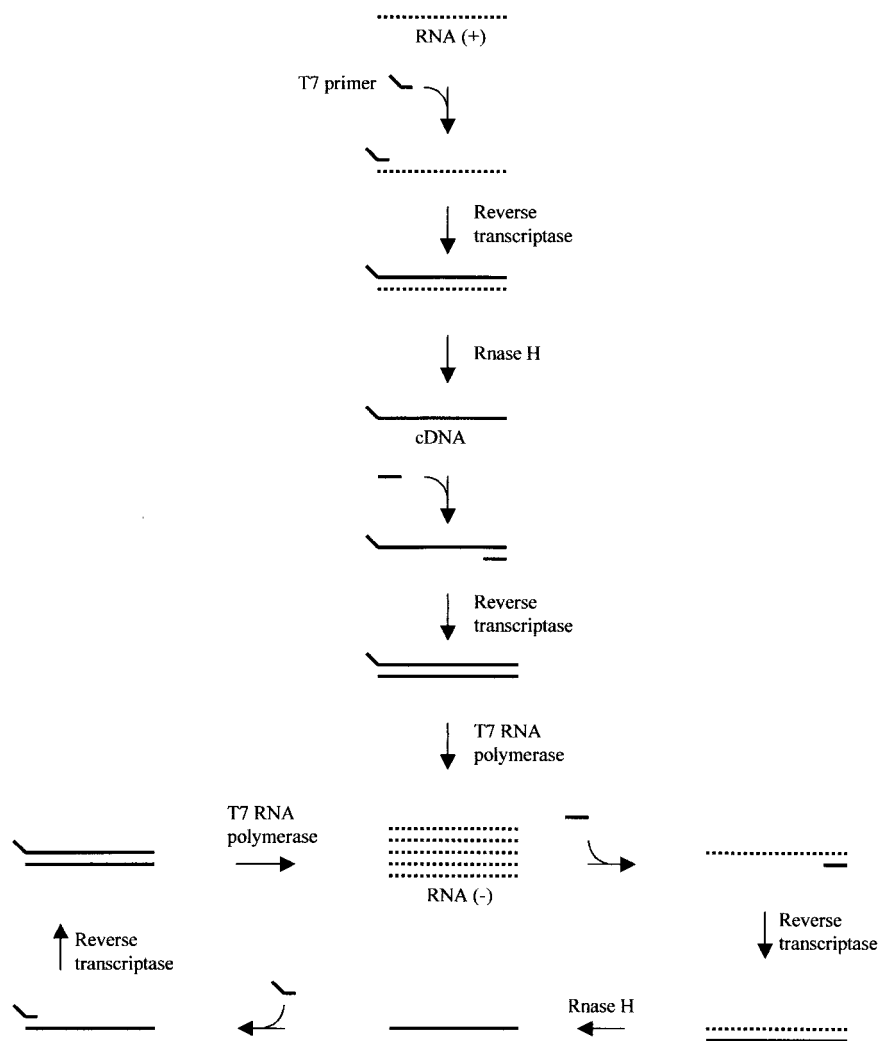 RNA (+)
T7 primer
Reverse
transcriptase
Rnase H
cDNA
Reverse
transcriptase
T7 RNA
polymerase
T7 RNA
polymerase
RNA (-)
Reverse
transcriptase
Reverse
transcriptase
Rnase H